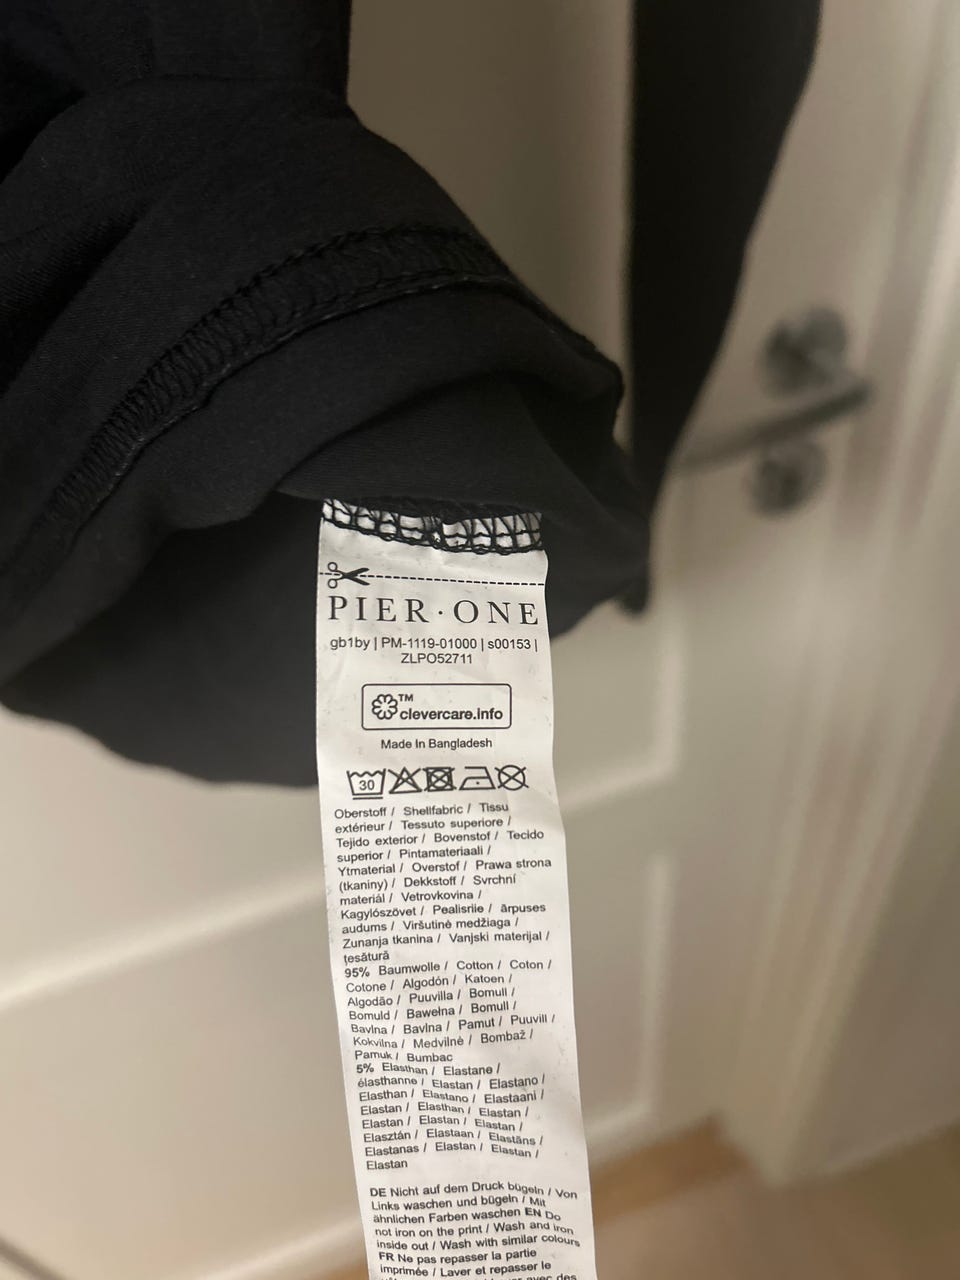 PIER·ONE
gb1by | PM-1119-01000 | s00153 |
ZLPO52711
TM
clevercare.info
Made In Bangladesh
30
Oberstoff / Shellfabric / Tissu
extérieur / Tessuto superiore /
Tejido exterior / Bovenstof / Tecido
superior / Pintamateriaali /
Ytmaterial / Overstof / Prawa strona
(tkaniny) / Dekkstoff / Svrchní
materiál / Vetrovkovina /
Kagylószövet / Pealisriie / ārpuses
audums / Viršutinė medžiaga /
Zunanja tkanina / Vanjski materijal /
țesătură
95% Baumwolle / Cotton / Coton /
Cotone / Algodón / Katoen /
Algodão / Puuvilla / Bomull /
Bomuld / Bawełna / Bomull /
Bavlna / Bavlna / Pamut / Puuvill /
Kokvilna / Medvilnė / Bombaž /
Pamuk / Bumbac
5% Elasthan / Elastane /
élasthanne / Elastan / Elastano /
Elasthan / Elastano / Elastaani /
Elastan / Elasthan / Elastan /
Elastan / Elastan / Elastan /
Elasztán / Elastaan / Elastāns /
Elastanas / Elastan / Elastan /
Elastan
DE Nicht auf dem Druck bügeln / Von
Links waschen und bügeln / Mit
ähnlichen Farben waschen EN Do
not iron on the print / Wash and iron
inside out / Wash with similar colours
FR Ne pas repasser la partie
imprimée / Laver et repasser le
avec des